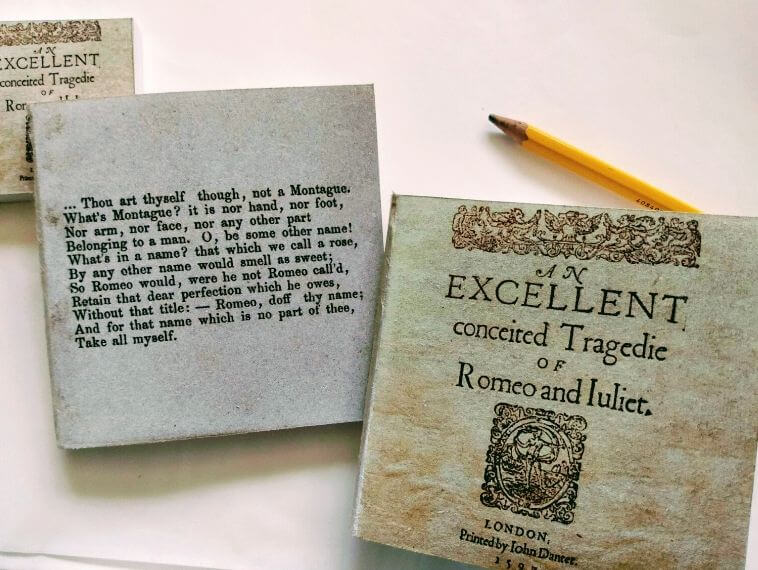 AN
EXCELLENT
conceited Tragedie
OF
... Thou art thyself though, not a Montague.
What's Montague? it is nor hand, nor foot,
Nor arm, nor face, nor any other part
Belonging to a man. O, be some other name!
What's in a name? that which we call a rose,
By any other name would smell as sweet;
So Romeo would, were he not Romeo call'd,
Retain that dear perfection which he owes,
Without that title: — Romeo, doff thy name;
And for that name which is no part of thee,
Take all myself.
AN
EXCELLENT
conceited Tragedie
OF
Romeo and Iuliet.
LONDON,
Printed by Iohn Danter.